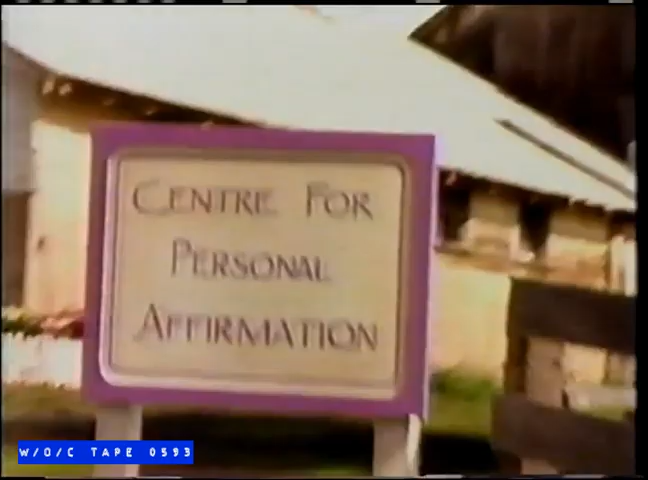 CENTRE FOR
PERSONAL
AFFIRMATION
W/O/C TAPE 0593